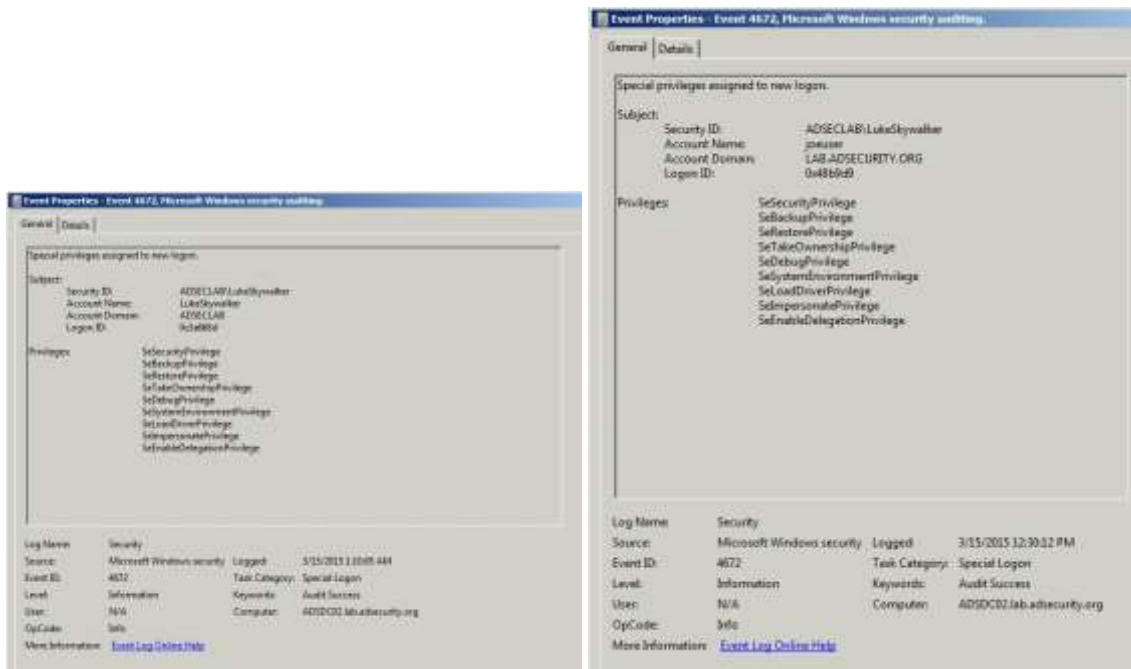 Event Properties - Event 4672, Microsoft Windows security auditing.
General Details
Special privileges assigned to new logon.
Subject:
Security ID: ADSECLAB\LukeSkywalker
Account Name: LukeSkywalker
Account Domain: ADSECLAB
Logon ID:
Privileges: SeSecurityPrivilege
SeBackupPrivilege
SeRestorePrivilege
SeTakeOwnershipPrivilege
SeDebugPrivilege
SeSystemEnvironmentPrivilege
SeLoadDriverPrivilege
SeImpersonatePrivilege
SeEnableDelegationPrivilege
Log Name: Security
Source: Microsoft Windows security Logged: 3/15/2015
Event ID: 4672 Task Category: Special Logon
Level: Information Keywords: Audit Success
User: N/A Computer: ADSDC02.lab.adsecurity.org
OpCode: Info
More Information: Event Log Online Help
Event Properties - Event 4672, Microsoft Windows security auditing.
General Details
Special privileges assigned to new logon.
Subject:
Security ID: ADSECLAB\LukeSkywalker
Account Name: joeuser
Account Domain: LAB.ADSECURITY.ORG
Logon ID: 0x48b9d9
Privileges: SeSecurityPrivilege
SeBackupPrivilege
SeRestorePrivilege
SeTakeOwnershipPrivilege
SeDebugPrivilege
SeSystemEnvironmentPrivilege
SeLoadDriverPrivilege
SeImpersonatePrivilege
SeEnableDelegationPrivilege
Log Name: Security
Source: Microsoft Windows security Logged: 3/15/2015 12:30:12 PM
Event ID: 4672 Task Category: Special Logon
Level: Information Keywords: Audit Success
User: N/A Computer: ADSDC02.lab.adsecurity.org
OpCode: Info
More Information: Event Log Online Help